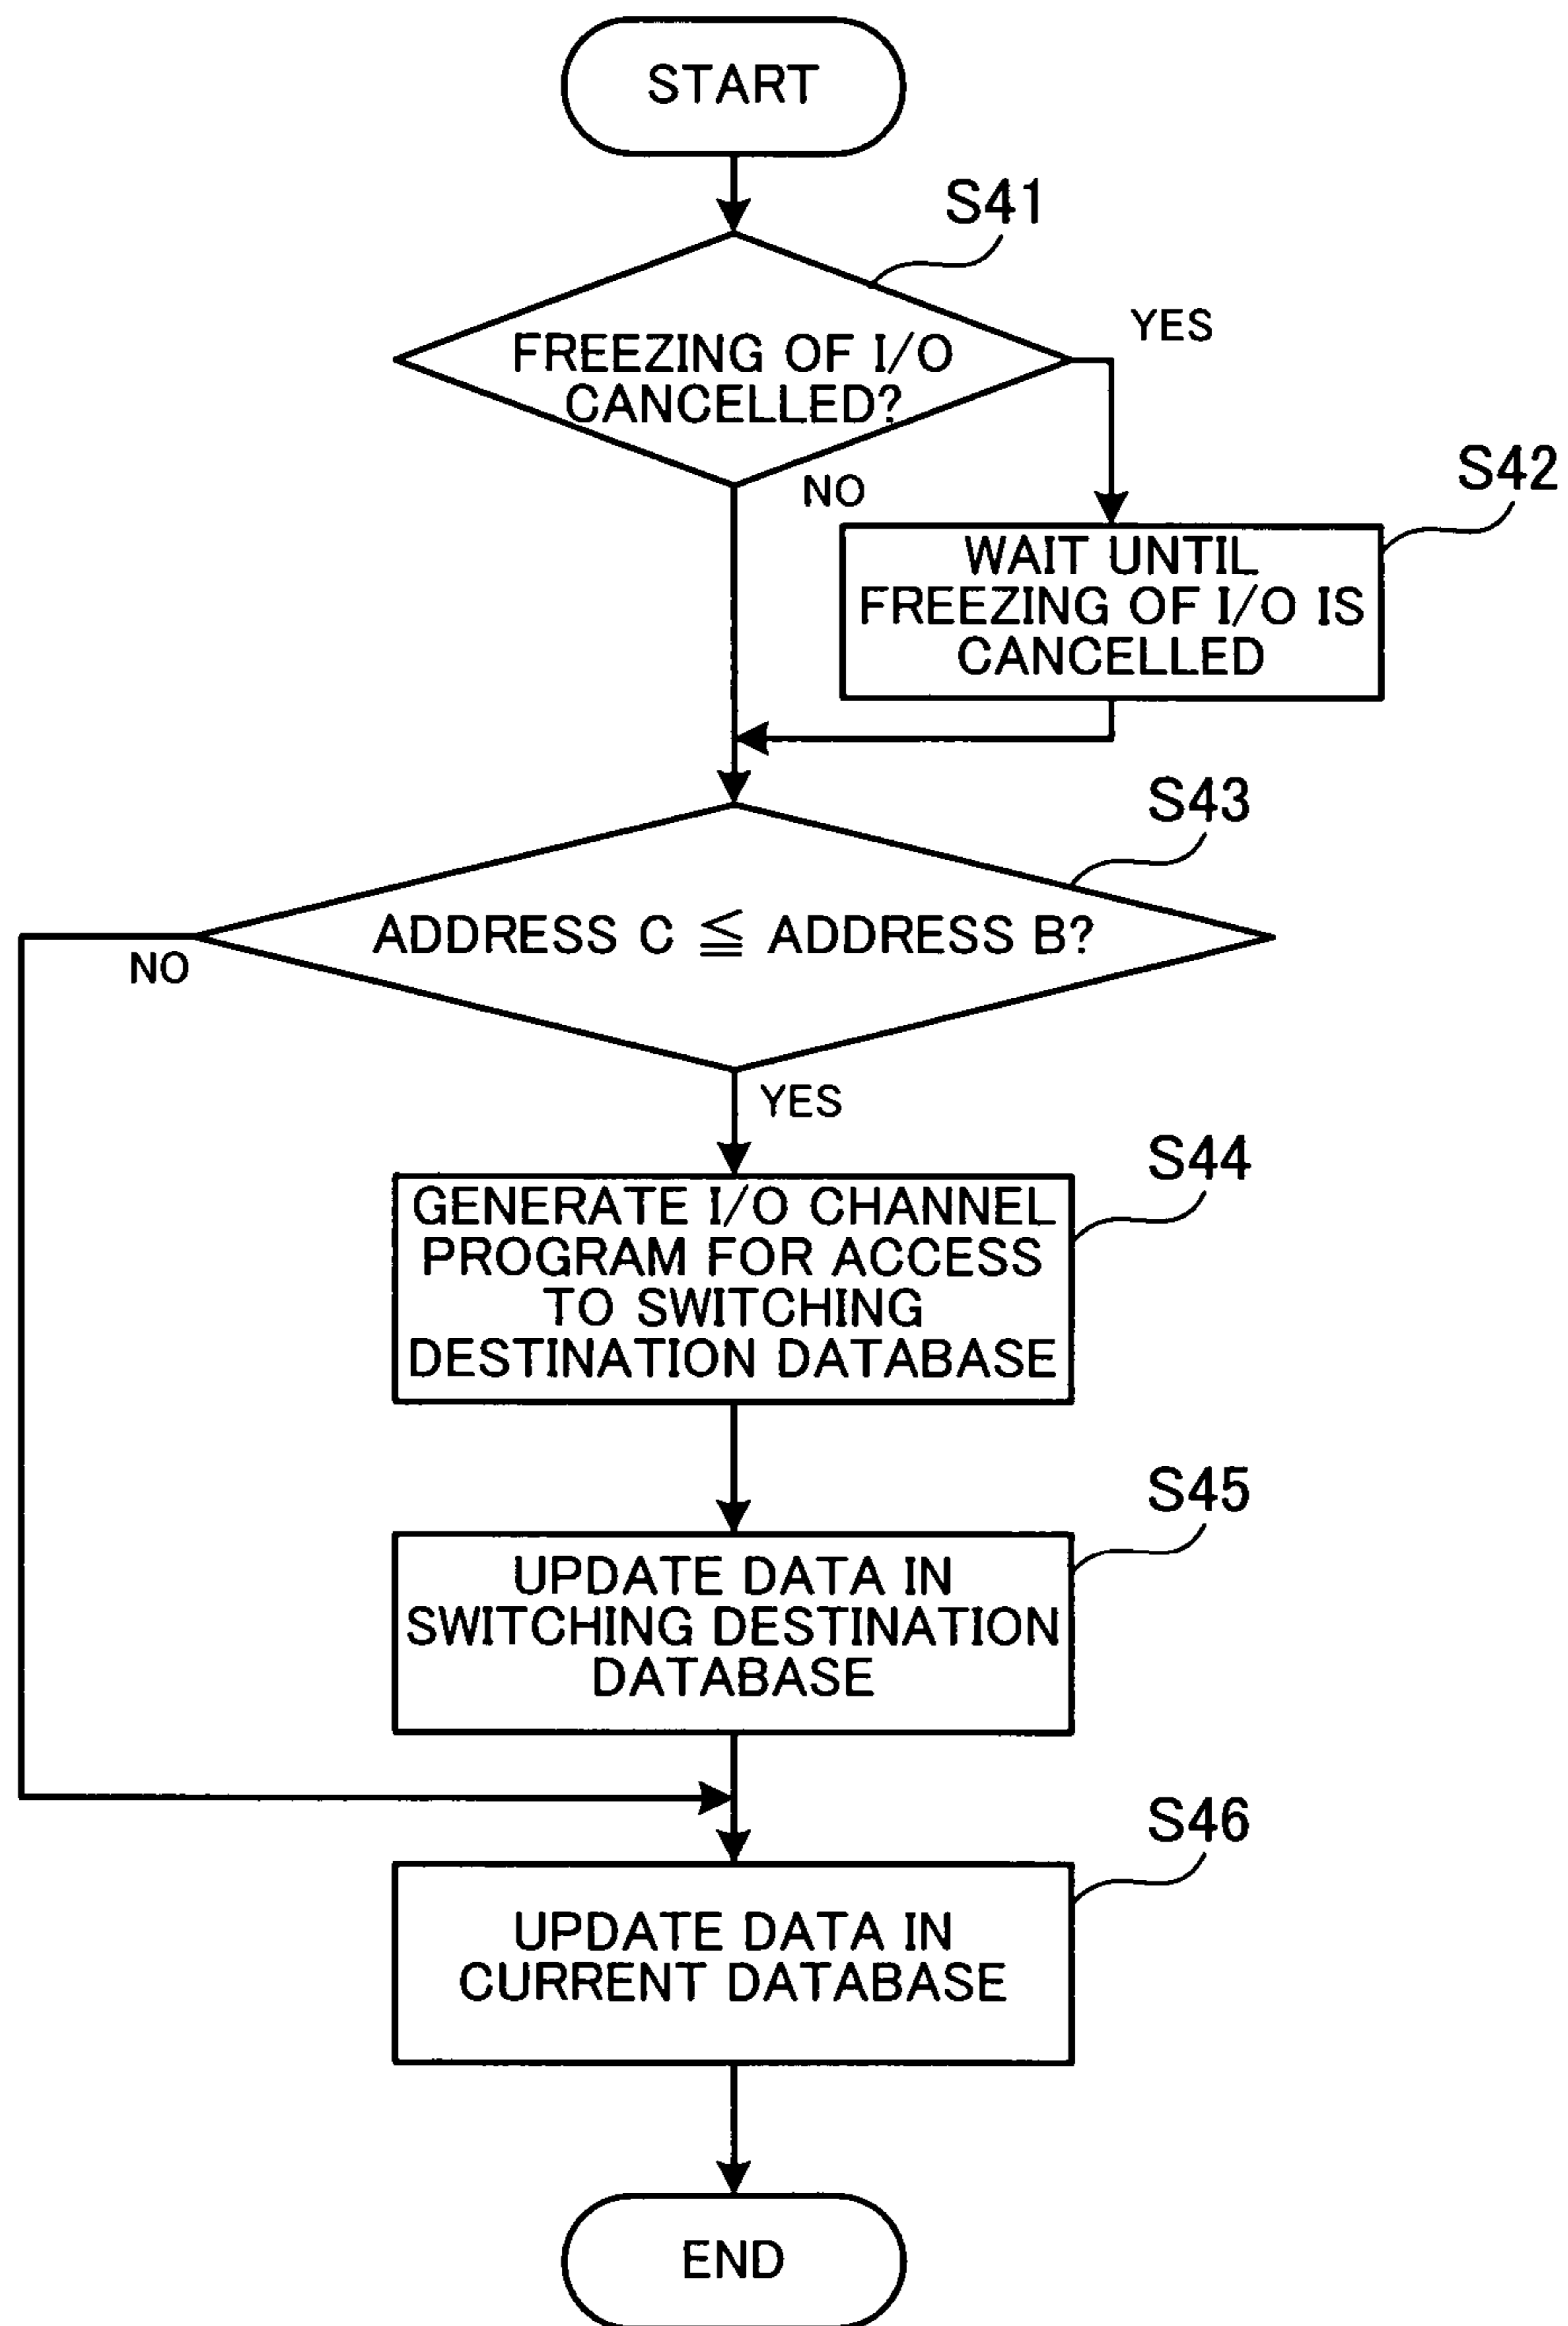 START
S41
FREEZING OF I/O
CANCELLED?
YES
NO
S42
WAIT UNTIL
FREEZING OF I/O IS
CANCELLED
S43
ADDRESS C ≦ ADDRESS B?
NO
YES
S44
GENERATE I/O CHANNEL
PROGRAM FOR ACCESS
TO SWITCHING
DESTINATION DATABASE
S45
UPDATE DATA IN
SWITCHING DESTINATION
DATABASE
S46
UPDATE DATA IN
CURRENT DATABASE
END